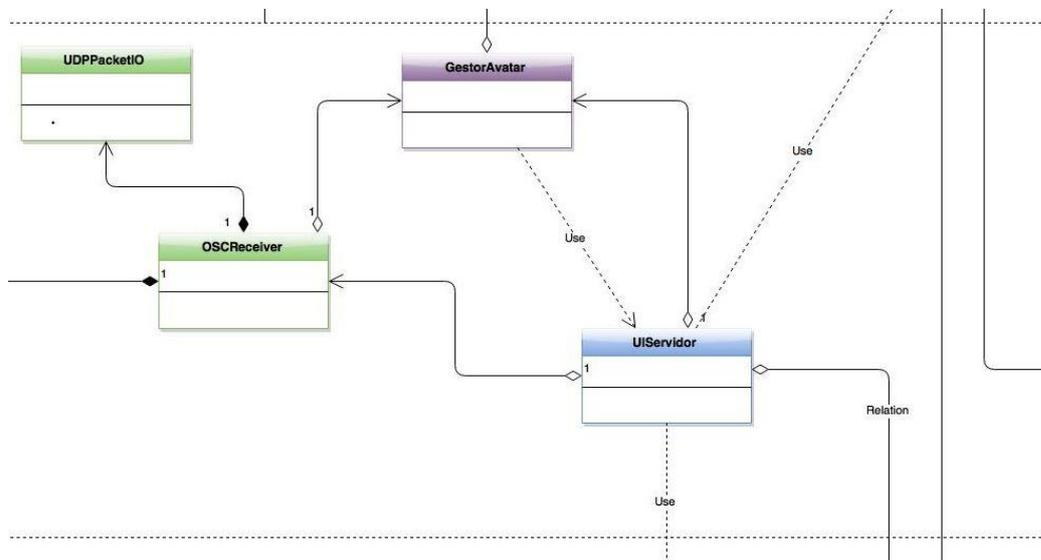 UDPPacketIO
GestorAvatar
Use
1
1
Use
OSCReceiver
1
1
UIServidor
1
Relation
Use